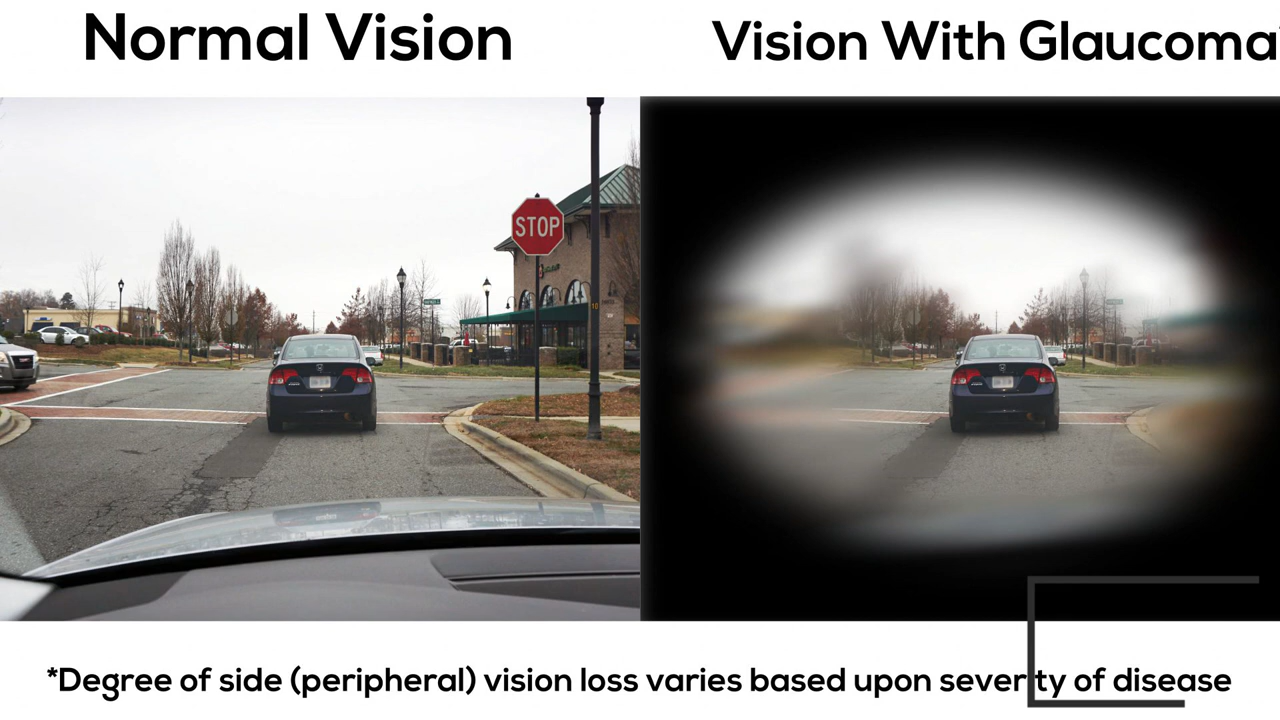 Normal Vision
Vision With Glaucoma
STOP
*Degree of side (peripheral) vision loss varies based upon severity of disease